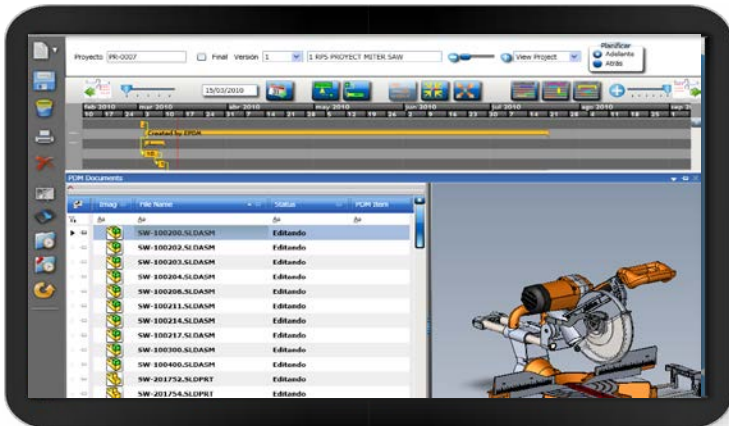 Planificar
Proyecto PR-0007 Final Versión 1 1 RPS PROYECT MITER.SAW View Project Adelante
Atrás
15/03/2010
feb 2010 mar 2010 abr 2010 may 2010 jun 2010 jul 2010 ago 2010
Created by EPDM
PDM Documents
Imag File Name Status PDM Item
SW-100200.SLDASM Editando
SW-100202.SLDASM Editando
SW-100203.SLDASM Editando
SW-100204.SLDASM Editando
SW-100208.SLDASM Editando
SW-100211.SLDASM Editando
SW-100214.SLDASM Editando
SW-100217.SLDASM Editando
SW-100300.SLDASM Editando
SW-100400.SLDASM Editando
SW-201752.SLDPRT Editando
SW-201754.SLDPRT Editando